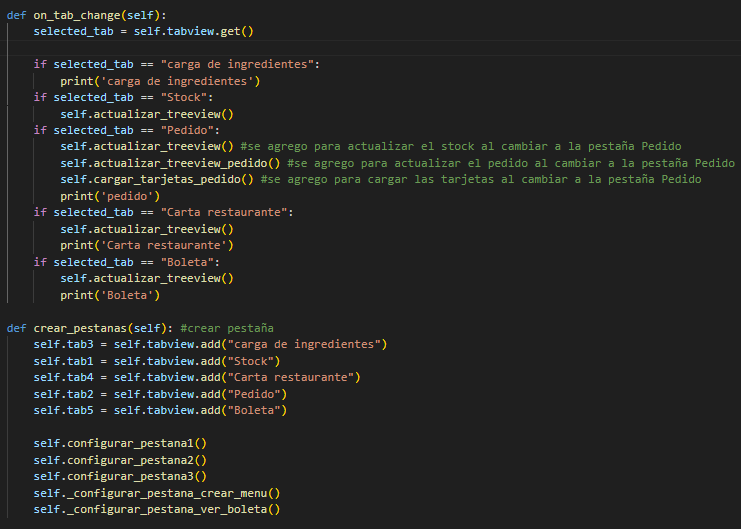 def on_tab_change(self):
    selected_tab = self.tabview.get()

    if selected_tab == "carga de ingredientes":
        print('carga de ingredientes')
    if selected_tab == "Stock":
        self.actualizar_treeview()
    if selected_tab == "Pedido":
        self.actualizar_treeview() #se agrego para actualizar el stock al cambiar a la pestaña Pedido
        self.actualizar_treeview_pedido() #se agrego para actualizar el pedido al cambiar a la pestaña Pedido
        self.cargar_tarjetas_pedido() #se agrego para cargar las tarjetas al cambiar a la pestaña Pedido
        print('pedido')
    if selected_tab == "Carta restaurante":
        self.actualizar_treeview()
        print('Carta restaurante')
    if selected_tab == "Boleta":
        self.actualizar_treeview()
        print('Boleta')

def crear_pestanas(self): #crear pestaña
    self.tab3 = self.tabview.add("carga de ingredientes")
    self.tab1 = self.tabview.add("Stock")
    self.tab4 = self.tabview.add("Carta restaurante")
    self.tab2 = self.tabview.add("Pedido")
    self.tab5 = self.tabview.add("Boleta")

    self.configurar_pestana1()
    self.configurar_pestana2()
    self.configurar_pestana3()
    self._configurar_pestana_crear_menu()
    self._configurar_pestana_ver_boleta()